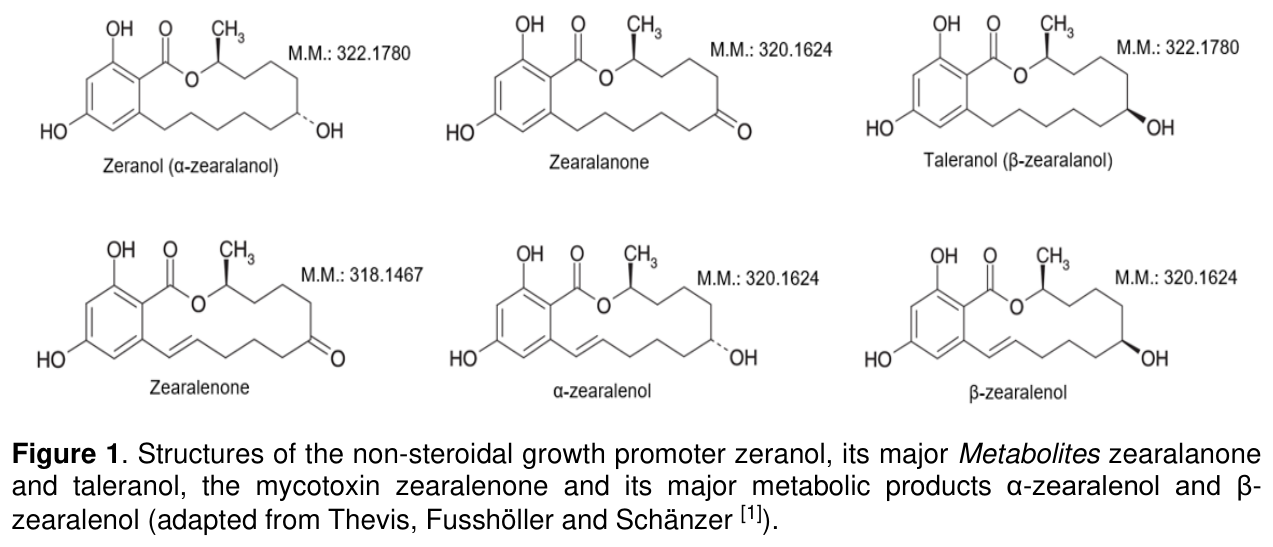 OH O CH3 M.M.: 322.1780
O
HO OH
Zeranol (α-zearalanol)
OH O CH3 M.M.: 320.1624
O
HO O
Zearalanone
OH O CH3 M.M.: 322.1780
O
HO OH
Taleranol (β-zearalanol)
OH O CH3 M.M.: 318.1467
O
HO O
Zearalenone
OH O CH3 M.M.: 320.1624
O
HO OH
α-zearalenol
OH O CH3 M.M.: 320.1624
O
HO OH
β-zearalenol
Figure 1. Structures of the non-steroidal growth promoter zeranol, its major Metabolites zearalanone
and taleranol, the mycotoxin zearalenone and its major metabolic products α-zearalenol and β-
zearalenol (adapted from Thevis, Fusshöller and Schänzer [1]).